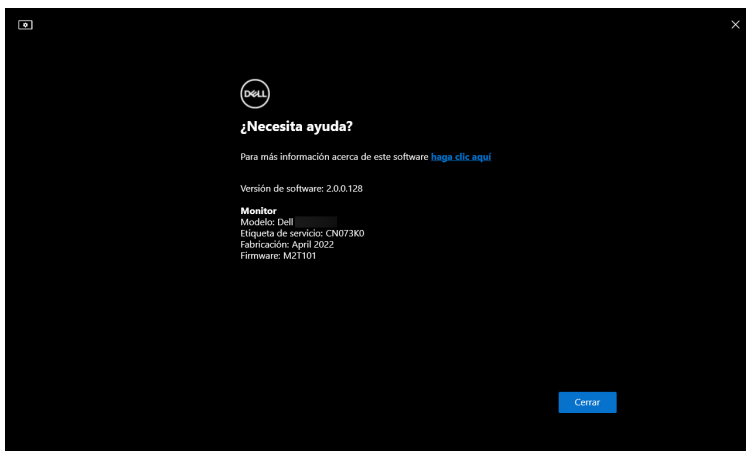 DELL
¿Necesita ayuda?
Para más información acerca de este software haga clic aquí
Versión de software: 2.0.0.128
Monitor
Modelo: Dell
Etiqueta de servicio: CN073K0
Fabricación: April 2022
Firmware: M2T101
Cerrar